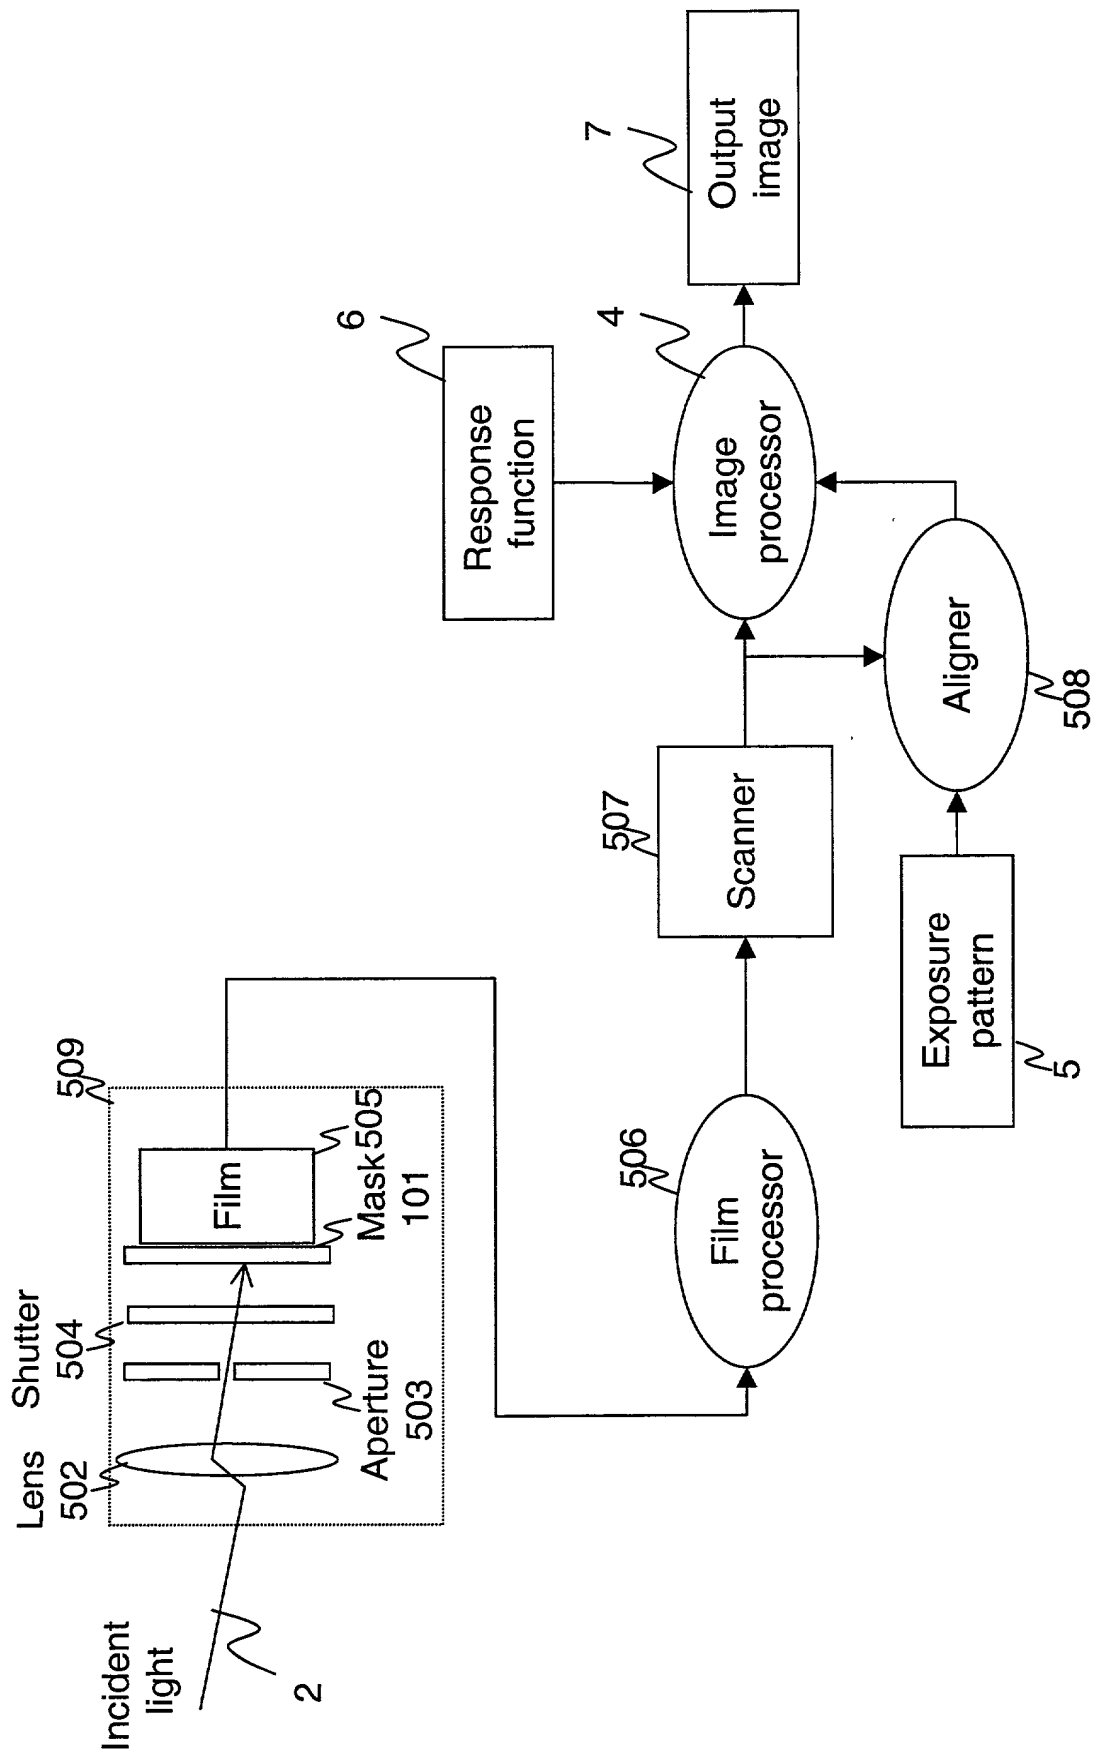 Incident
light
2
Lens
502
Shutter
504
Aperture
503
Mask
101
Film
505
509
Film
processor
506
Scanner
507
Exposure
pattern
5
Aligner
508
Response
function
6
Image
processor
4
Output
image
7